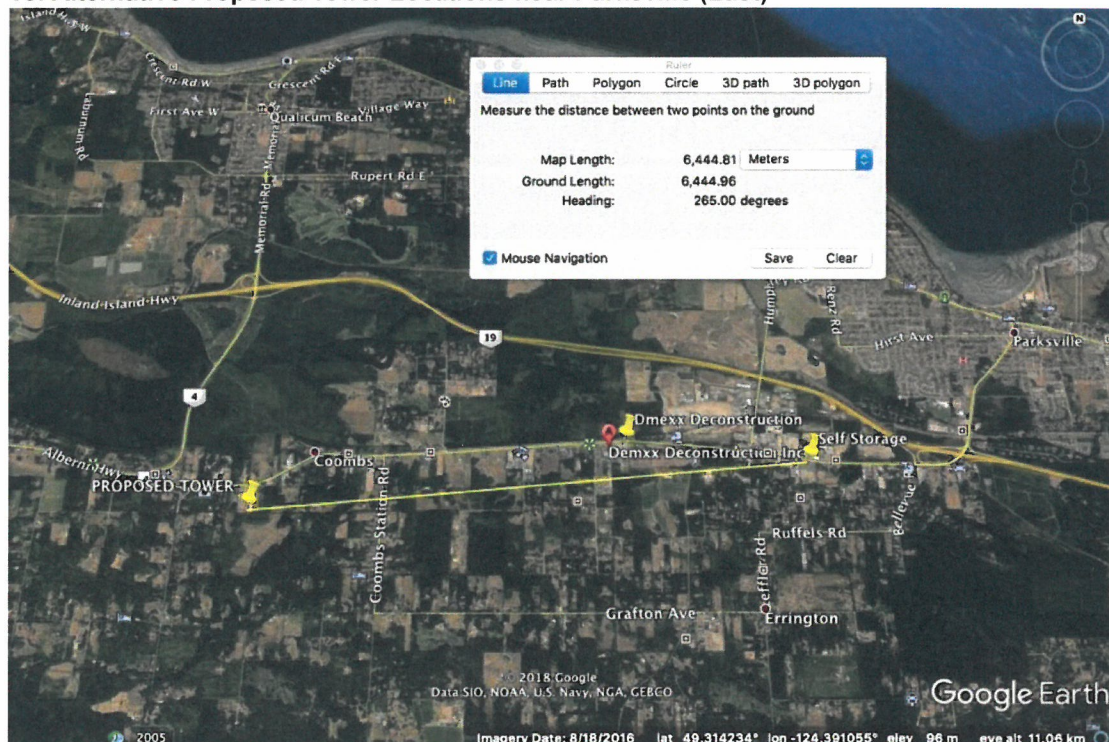 Island Hwy W
Crescent Rd W
Crescent Rd E
First Ave W
Village Way
Qualicum Beach
Laburnum Rd
Memorial
Rupert Rd E
Memorial Rd
Ruler
Line Path Polygon Circle 3D path 3D polygon
Measure the distance between two points on the ground
Map Length: 6,444.81 Meters
Ground Length: 6,444.96
Heading: 265.00 degrees
Mouse Navigation Save Clear
N
Inland Island Hwy
19
4
Renz Rd
Hirst Ave
Parksville
H
Dmexx Deconstruction
A
Demxx Deconstruction Inc
Self Storage
Alberni Hwy
Coombs
PROPOSED TOWER
Coombs Station Rd
Bellevue Rd
Ruffels Rd
Grafton Ave
Errington
© 2018 Google
Data SIO, NOAA, U.S. Navy, NGA, GEBCO
Google Earth
2005
Imagery Date: 8/18/2016 lat 49.314234° lon -124.391055° elev 96 m eye alt 11.06 km